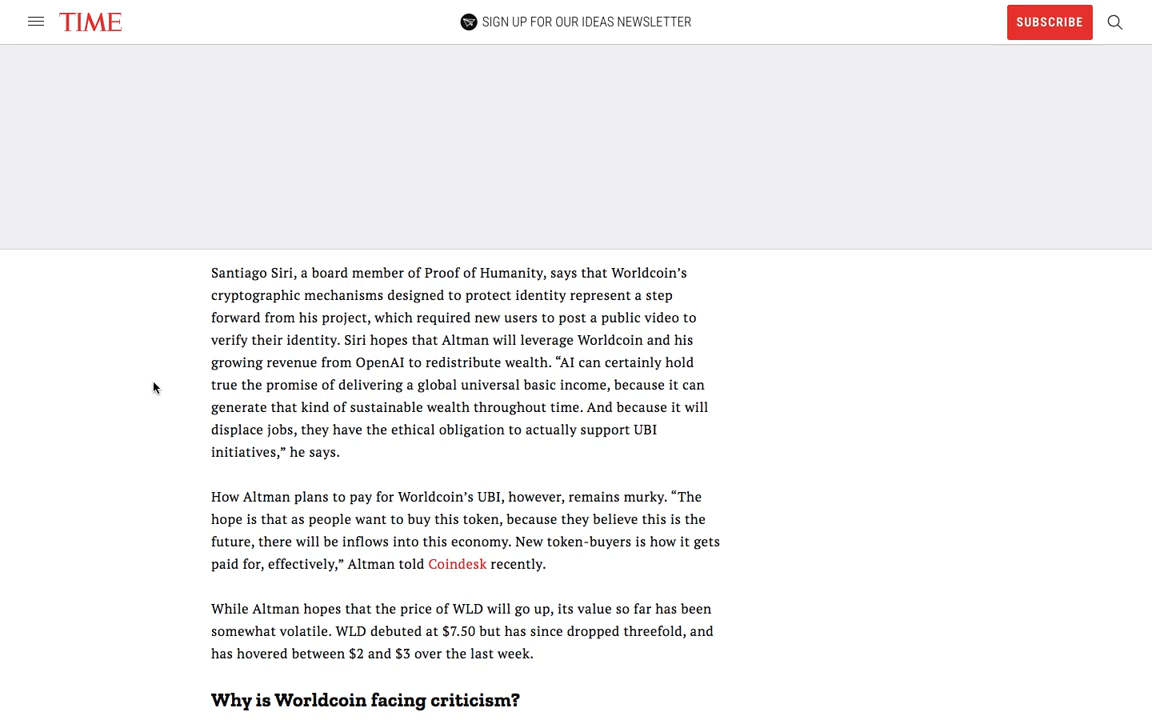 TIME
SIGN UP FOR OUR IDEAS NEWSLETTER
SUBSCRIBE
Santiago Siri, a board member of Proof of Humanity, says that Worldcoin’s
cryptographic mechanisms designed to protect identity represent a step
forward from his project, which required new users to post a public video to
verify their identity. Siri hopes that Altman will leverage Worldcoin and his
growing revenue from OpenAI to redistribute wealth. “AI can certainly hold
true the promise of delivering a global universal basic income, because it can
generate that kind of sustainable wealth throughout time. And because it will
displace jobs, they have the ethical obligation to actually support UBI
initiatives,” he says.
How Altman plans to pay for Worldcoin’s UBI, however, remains murky. “The
hope is that as people want to buy this token, because they believe this is the
future, there will be inflows into this economy. New token-buyers is how it gets
paid for, effectively,” Altman told Coindesk recently.
While Altman hopes that the price of WLD will go up, its value so far has been
somewhat volatile. WLD debuted at $7.50 but has since dropped threefold, and
has hovered between $2 and $3 over the last week.
Why is Worldcoin facing criticism?